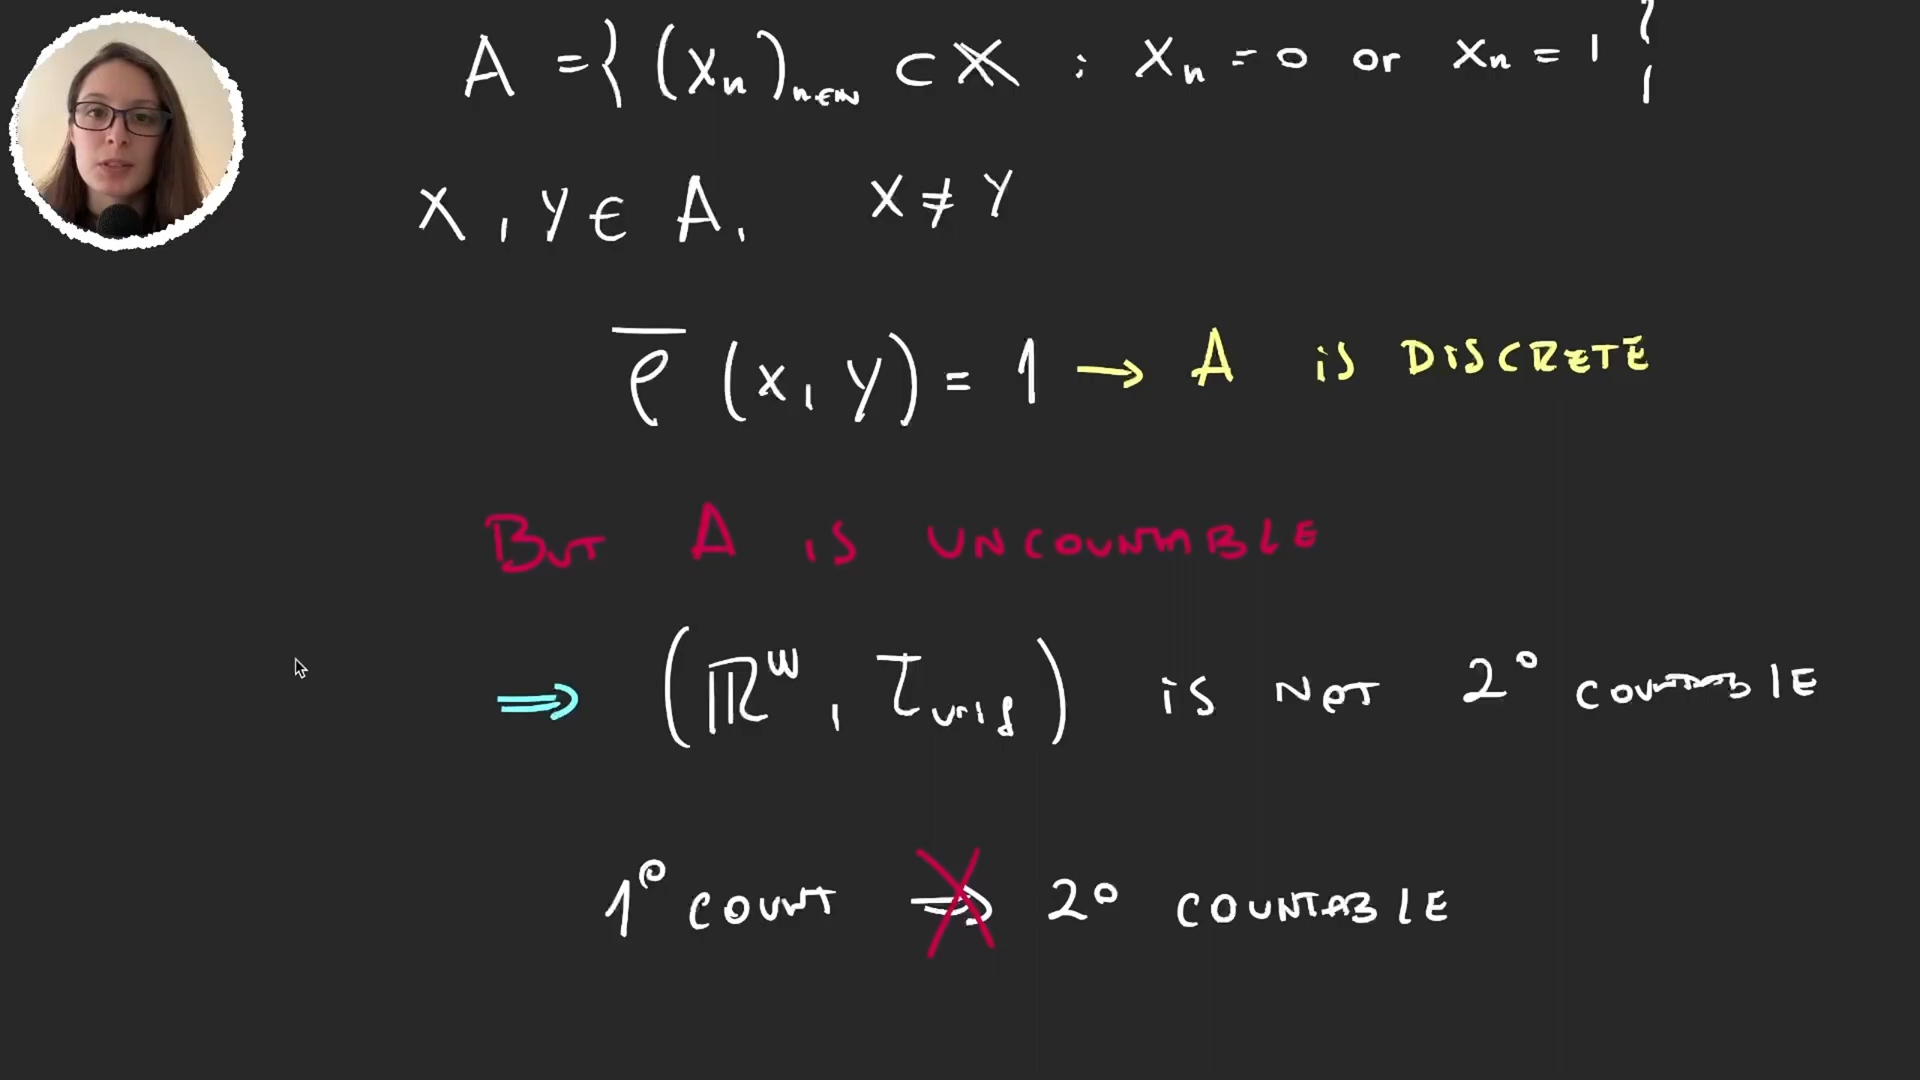 A = { (xₙ)ₙ∈ℕ ⊂ X : xₙ = 0 or xₙ = 1 }
x, y ∈ A, x ≠ y
ρ̅ (x, y) = 1 → A is DISCRETE
BUT A is UNCOUNTABLE
⇒ (ℝ^ω, τ_unif) is NOT 2° COUNTABLE
1° COUNT ⇏ 2° COUNTABLE